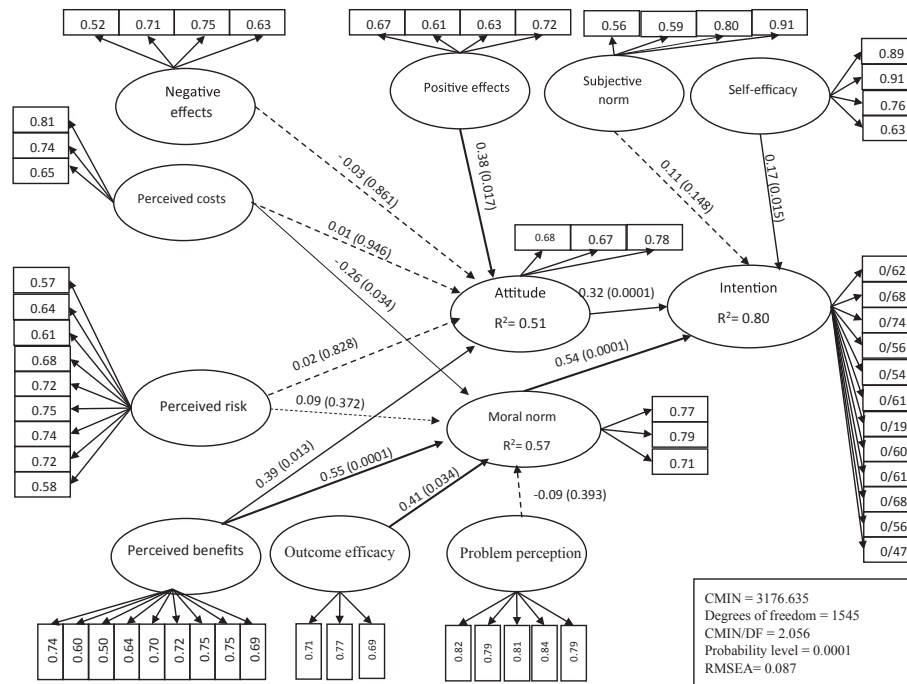 0.52 0.71 0.75 0.63
0.67 0.61 0.63 0.72
0.56 0.59 0.80 0.91
0.89
0.91
0.76
0.63
Negative
effects
Positive effects
Subjective
norm
Self-efficacy
0.81
0.74
0.65
Perceived costs
-0.03 (0.861)
0.38 (0.017)
0.11 (0.148)
0.17 (0.015)
0.01 (0.946)
-0.26 (0.034)
0.68 0.67 0.78
Attitude
R²= 0.51
0.32 (0.0001)
Intention
R²= 0.80
0/62
0/68
0/74
0/56
0/54
0/61
0/19
0/60
0/61
0/68
0/56
0/47
0.57
0.64
0.61
0.68
0.72
0.75
0.74
0.72
0.58
Perceived risk
0.02 (0.828)
0.09 (0.372)
0.54 (0.0001)
Moral norm
R²= 0.57
0.77
0.79
0.71
0.39 (0.013)
0.55 (0.0001)
0.41 (0.034)
-0.09 (0.393)
Perceived benefits
Outcome efficacy
Problem perception
0.74 0.60 0.50 0.64 0.70 0.72 0.75 0.75 0.69
0.71 0.77 0.69
0.82 0.79 0.81 0.84 0.79
CMIN = 3176.635
Degrees of freedom = 1545
CMIN/DF = 2.056
Probability level = 0.0001
RMSEA= 0.087